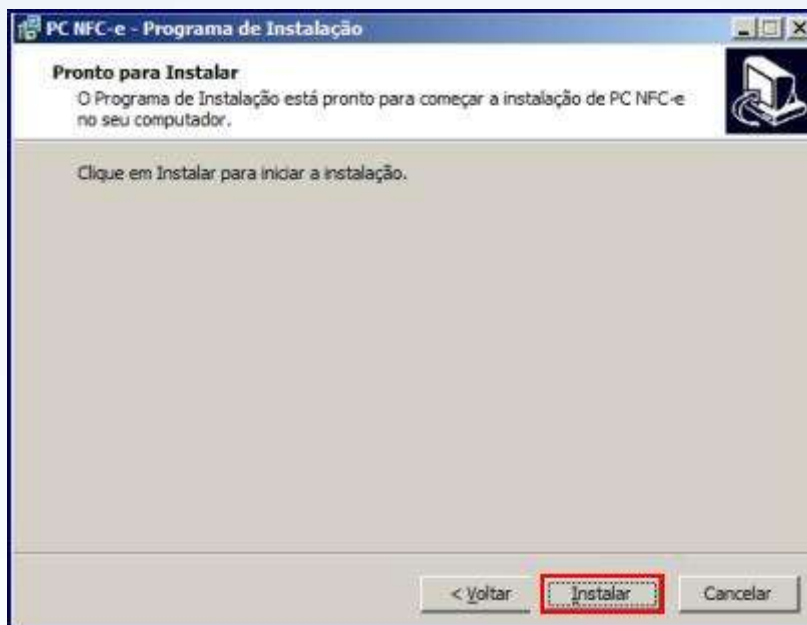 PC NFC-e - Programa de Instalação
Pronto para Instalar
O Programa de Instalação está pronto para começar a instalação de PC NFC-e
no seu computador.
Clique em Instalar para iniciar a instalação.
< Voltar
Instalar
Cancelar